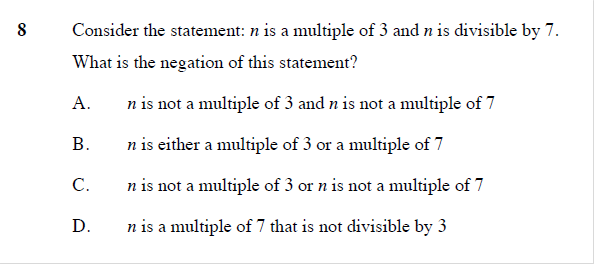 8 Consider the statement: n is a multiple of 3 and n is divisible by 7.
What is the negation of this statement?
A. n is not a multiple of 3 and n is not a multiple of 7
B. n is either a multiple of 3 or a multiple of 7
C. n is not a multiple of 3 or n is not a multiple of 7
D. n is a multiple of 7 that is not divisible by 3